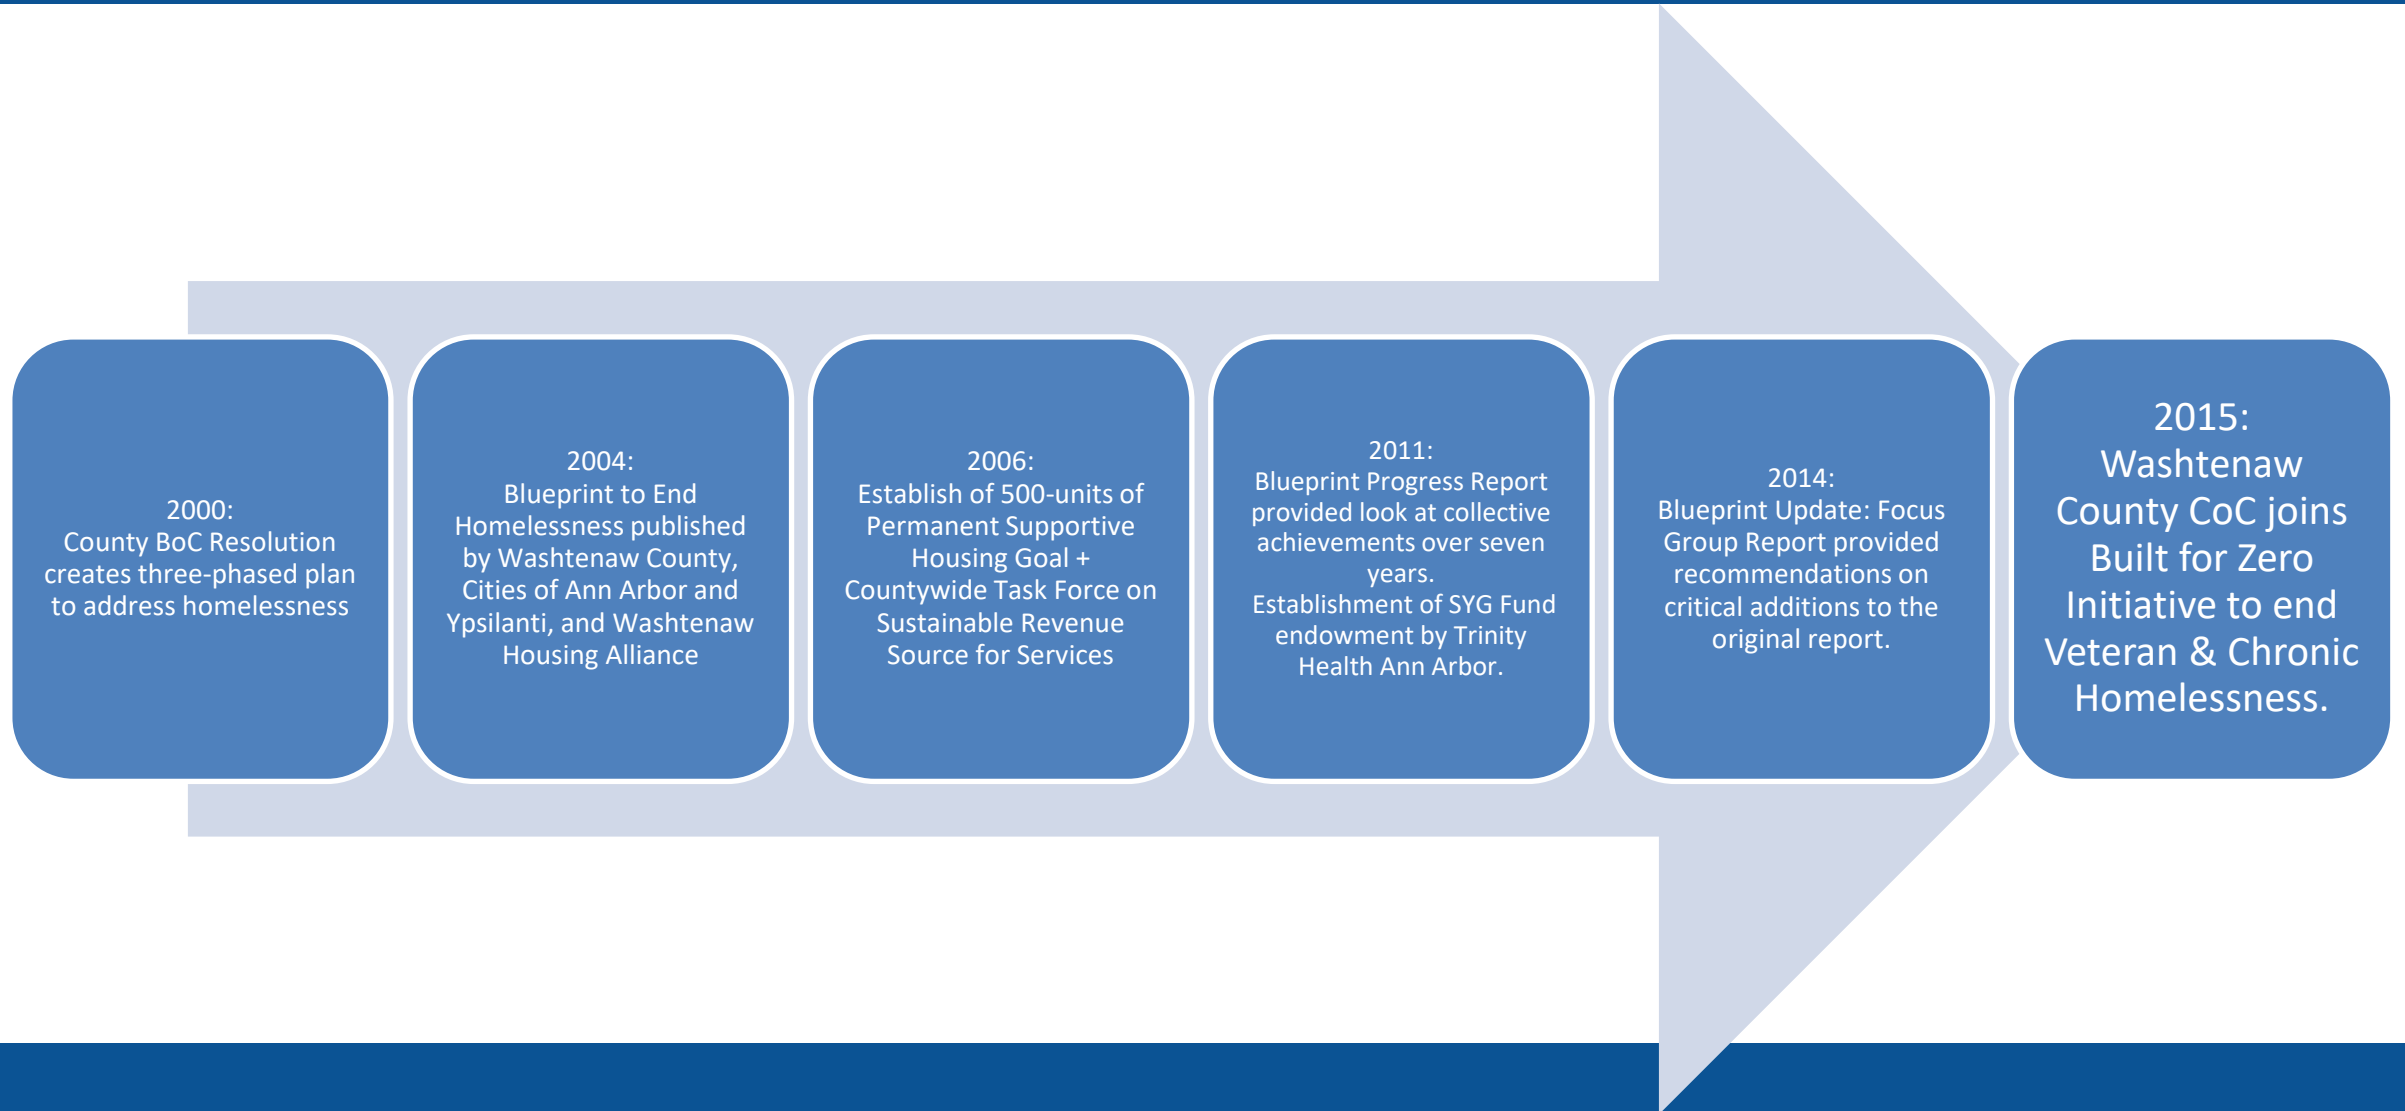 2000:
County BoC Resolution
creates three-phased plan
to address homelessness
2004:
Blueprint to End
Homelessness published
by Washtenaw County,
Cities of Ann Arbor and
Ypsilanti, and Washtenaw
Housing Alliance
2006:
Establish of 500-units of
Permanent Supportive
Housing Goal +
Countywide Task Force on
Sustainable Revenue
Source for Services
2011:
Blueprint Progress Report
provided look at collective
achievements over seven
years.
Establishment of SYG Fund
endowment by Trinity
Health Ann Arbor.
2014:
Blueprint Update: Focus
Group Report provided
recommendations on
critical additions to the
original report.
2015:
Washtenaw
County CoC joins
Built for Zero
Initiative to end
Veteran & Chronic
Homelessness.